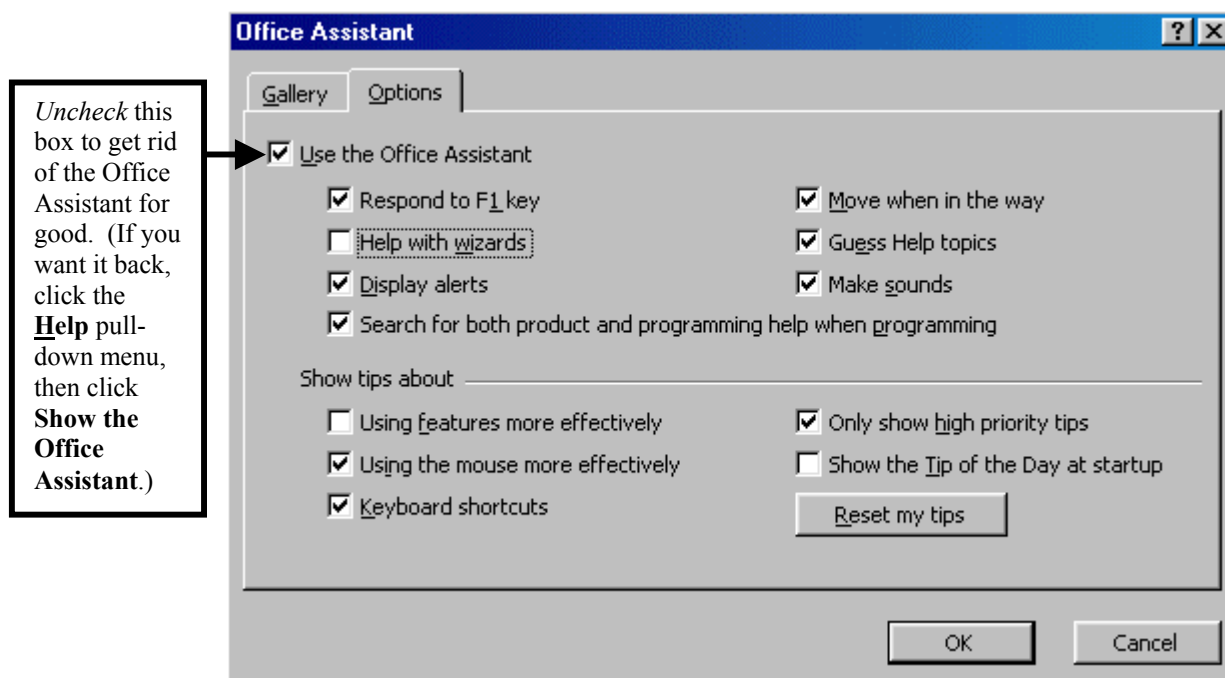 Office Assistant
Gallery
Options
Uncheck this
box to get rid
of the Office
Assistant for
good. (If you
want it back,
click the
Help pull-
down menu,
then click
Show the
Office
Assistant.)
Use the Office Assistant
Respond to F1 key
Move when in the way
Help with wizards
Guess Help topics
Display alerts
Make sounds
Search for both product and programming help when programming
Show tips about
Using features more effectively
Only show high priority tips
Using the mouse more effectively
Show the Tip of the Day at startup
Keyboard shortcuts
Reset my tips
OK
Cancel